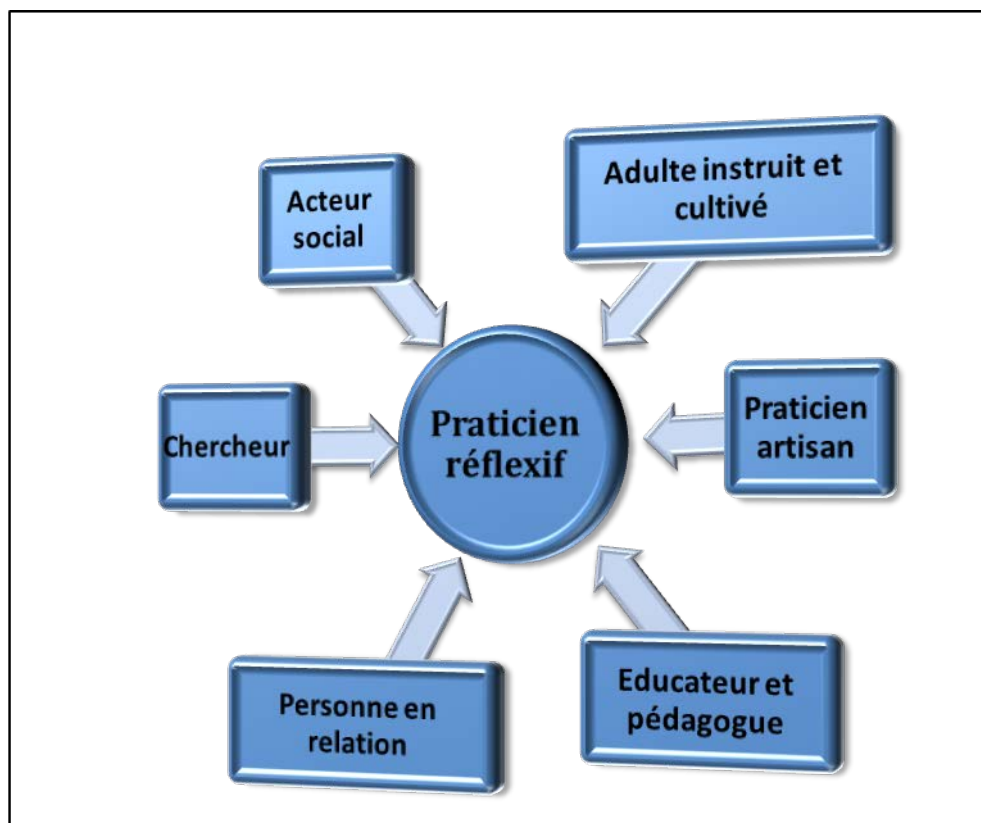 Acteur
social
Adulte instruit et
cultivé
Chercheur
Praticien
réflexif
Praticien
artisan
Personne en
relation
Educateur et
pédagogue